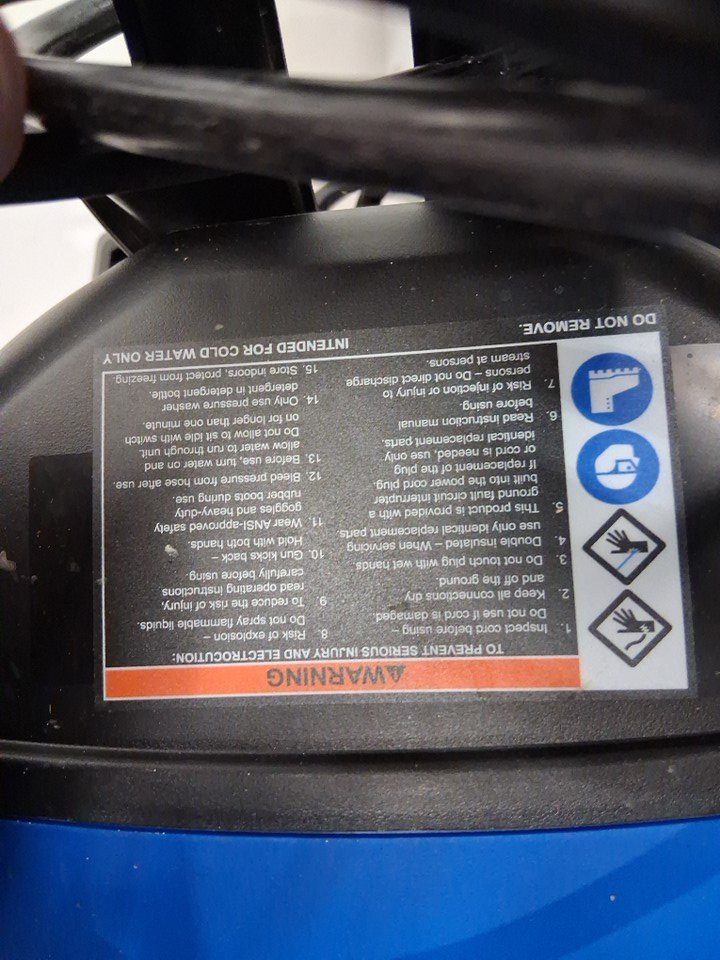 ⚠WARNING
TO PREVENT SERIOUS INJURY AND ELECTROCUTION:
1. Inspect cord before using –
Do not use if cord is damaged.
2. Keep all connections dry
and off the ground.
3. Do not touch plug with wet hands
4. Double insulated – When servicing
use only identical replacement parts.
5. This product is provided with a
ground fault circuit interrupter
built into the power cord plug.
If replacement of the plug
or cord is needed, use only
identical replacement parts.
6. Read instruction manual
before using.
7. Risk of injection or injury to
persons – Do not direct discharge
stream at persons.
8. Risk of explosion –
Do not spray flammable liquids.
9. To reduce the risk of injury,
read operating instructions
carefully before using.
10. Gun kicks back –
Hold with both hands.
11. Wear ANSI-approved safety
goggles and heavy-duty
rubber boots during use.
12. Bleed pressure from hose after use.
13. Before use, turn water on and
allow water to run through unit.
Do not allow to sit idle with switch
on for longer than one minute.
14. Only use pressure washer
detergent in detergent bottle.
15. Store indoors, protect from freezing
DO NOT REMOVE.
INTENDED FOR COLD WATER ONLY